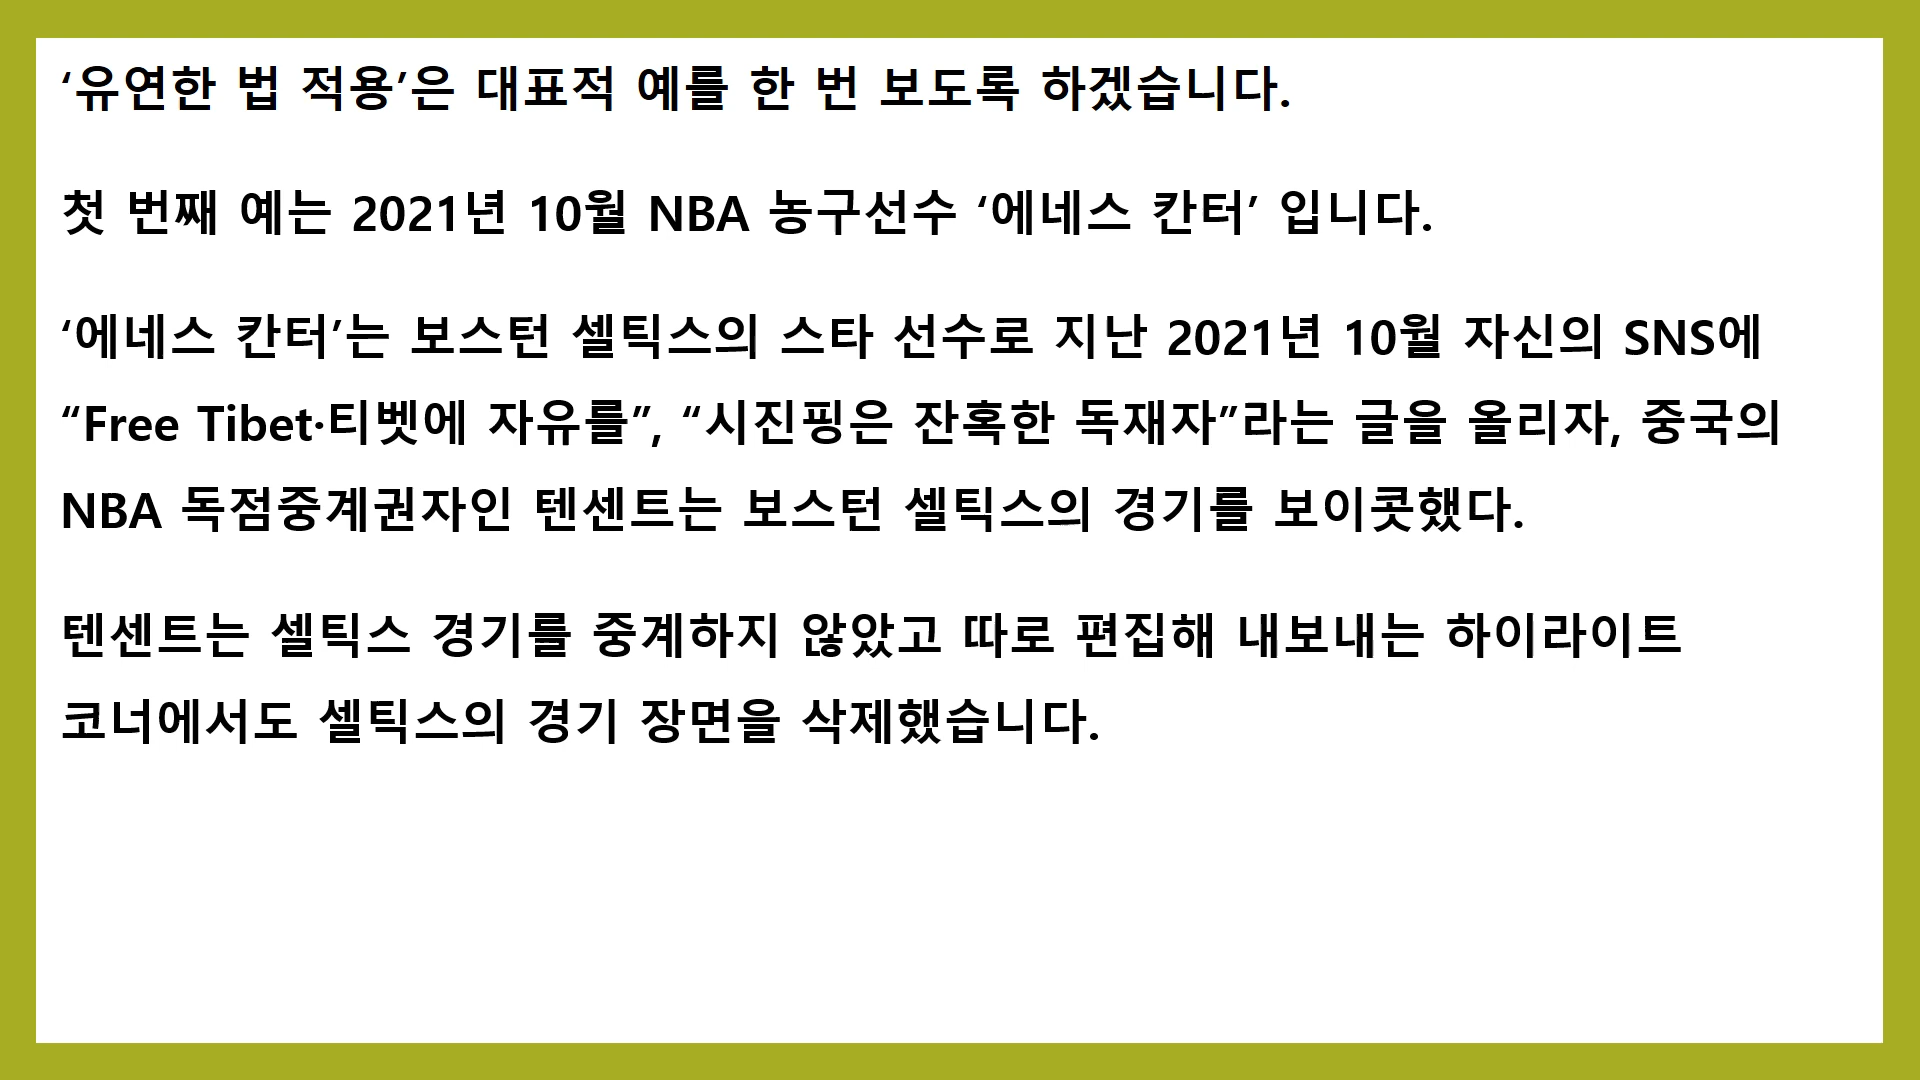 ‘유연한 법 적용’은 대표적 예를 한 번 보도록 하겠습니다.
첫 번째 예는 2021년 10월 NBA 농구선수 ‘에네스 칸터’ 입니다.
‘에네스 칸터’는 보스턴 셀틱스의 스타 선수로 지난 2021년 10월 자신의 SNS에
“Free Tibet·티벳에 자유를”, “시진핑은 잔혹한 독재자”라는 글을 올리자, 중국의
NBA 독점중계권자인 텐센트는 보스턴 셀틱스의 경기를 보이콧했다.
텐센트는 셀틱스 경기를 중계하지 않았고 따로 편집해 내보내는 하이라이트
코너에서도 셀틱스의 경기 장면을 삭제했습니다.